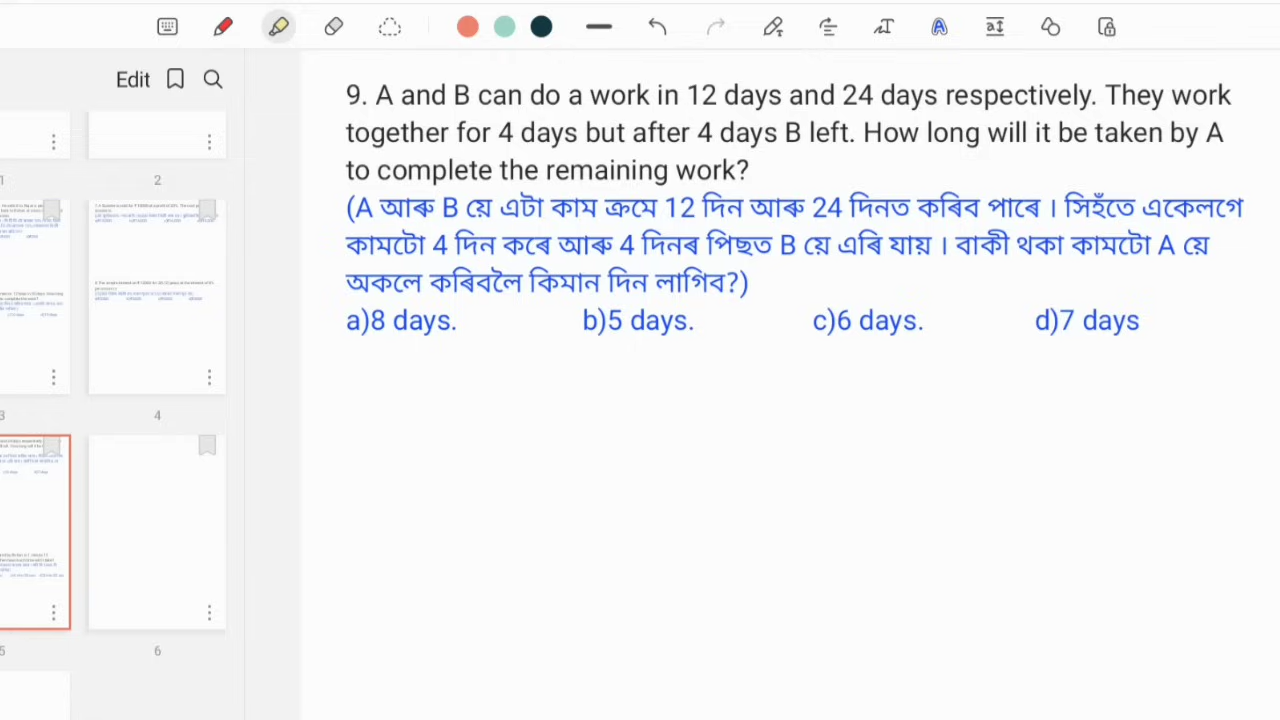 Edit
1
2
3
4
5
6
9. A and B can do a work in 12 days and 24 days respectively. They work
together for 4 days but after 4 days B left. How long will it be taken by A
to complete the remaining work?
(A আৰু B য়ে এটা কাম ক্ৰমে 12 দিন আৰু 24 দিনত কৰিব পাৰে । সিহঁতে একেলগে
কামটো 4 দিন কৰে আৰু 4 দিনৰ পিছত B য়ে এৰি যায় । বাকী থকা কামটো A য়ে
অকলে কৰিবলৈ কিমান দিন লাগিব?)
a)8 days. b)5 days. c)6 days. d)7 days